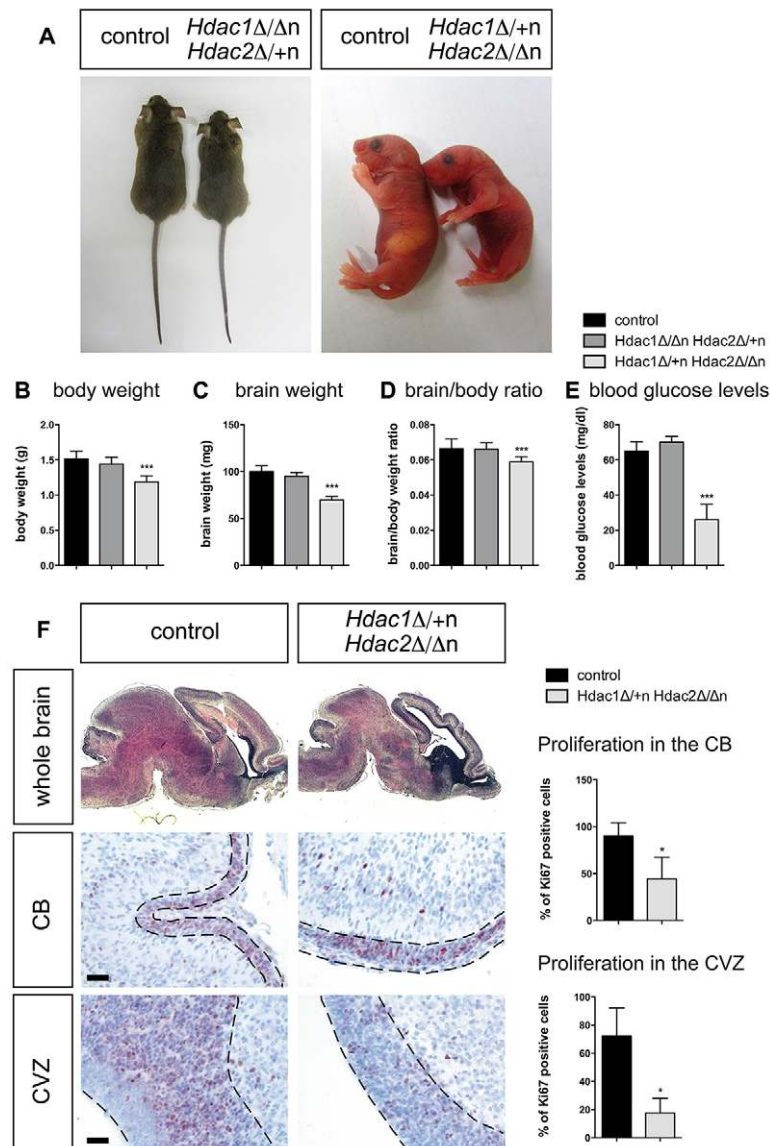 A
control
Hdac1Δ/Δn
Hdac2Δ/+n
control
Hdac1Δ/+n
Hdac2Δ/Δn
control
Hdac1Δ/Δn Hdac2Δ/+n
Hdac1Δ/+n Hdac2Δ/Δn
B body weight
body weight (g)
2.0
1.5
1.0
0.5
0.0
***
C brain weight
brain weight (mg)
150
100
50
0
***
D brain/body ratio
brain/body weight ratio
0.08
0.06
0.04
0.02
0.00
***
E blood glucose levels
blood glucose levels (mg/dl)
80
60
40
20
0
***
F
control
Hdac1Δ/+n
Hdac2Δ/Δn
whole brain
CB
CVZ
control
Hdac1Δ/+n Hdac2Δ/Δn
Proliferation in the CB
% of Ki67 positive cells
150
100
50
0
*
Proliferation in the CVZ
% of Ki67 positive cells
100
80
60
40
20
0
*